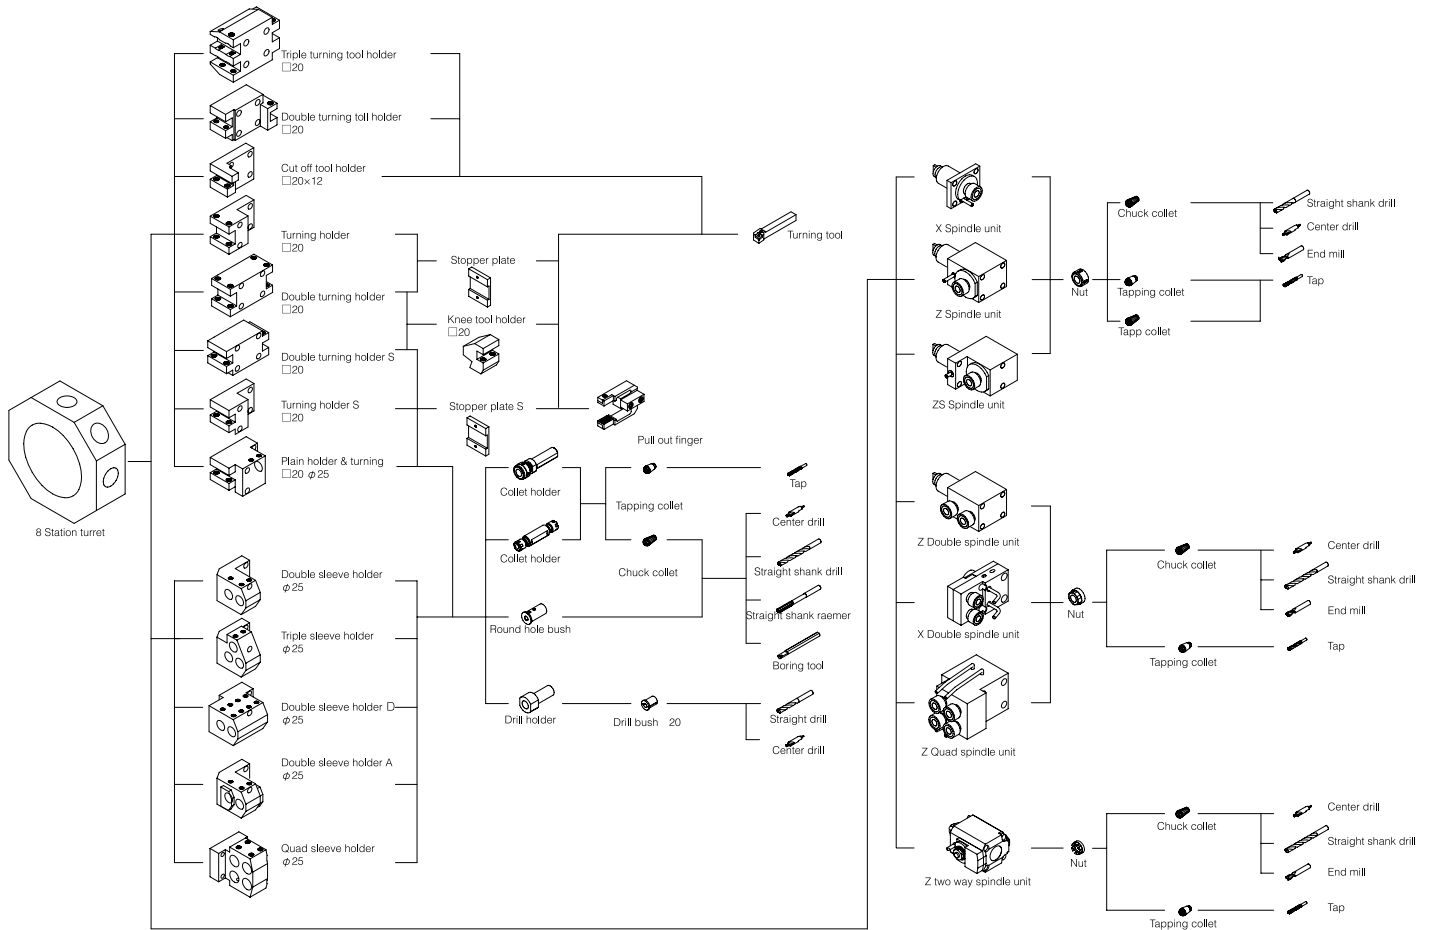 8 Station turret
Triple turning tool holder
□20
Double turning toll holder
□20
Cut off tool holder
□20×12
Turning holder
□20
Double turning holder
□20
Double turning holder S
□20
Turning holder S
□20
Plain holder & turning
□20 φ25
Double sleeve holder
φ25
Triple sleeve holder
φ25
Double sleeve holder D
φ25
Double sleeve holder A
φ25
Quad sleeve holder
φ25
Stopper plate
Knee tool holder
□20
Stopper plate S
Turning tool
Pull out finger
Collet holder
Collet holder
Round hole bush
Drill holder
Tapping collet
Chuck collet
Drill bush 20
Tap
Center drill
Straight shank drill
Straight shank raemer
Boring tool
Straight drill
Center drill
X Spindle unit
Z Spindle unit
ZS Spindle unit
Nut
Chuck collet
Tapping collet
Tapp collet
Straight shank drill
Center drill
End mill
Tap
Z Double spindle unit
X Double spindle unit
Z Quad spindle unit
Nut
Chuck collet
Tapping collet
Center drill
Straight shank drill
End mill
Tap
Z two way spindle unit
Nut
Chuck collet
Tapping collet
Center drill
Straight shank drill
End mill
Tap